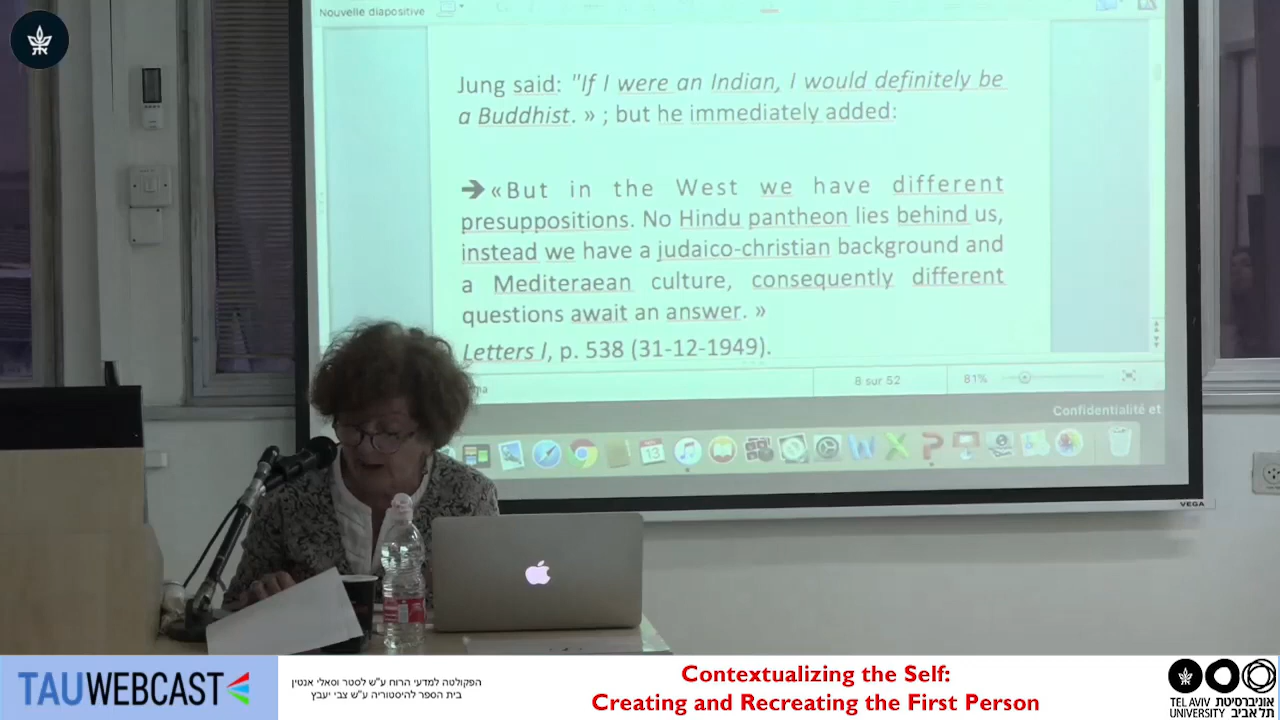 Nouvelle diapositive
Jung said: "If I were an Indian, I would definitely be
a Buddhist. » ; but he immediately added:
➔ «But in the West we have different
presuppositions. No Hindu pantheon lies behind us,
instead we have a judaico-christian background and
a Mediteraean culture, consequently different
questions await an answer. »
Letters I, p. 538 (31-12-1949).
8 sur 52
81%
Confidentialité et
13
VEGA
TAUWEBCAST
הפקולטה למדעי הרוח ע"ש לסטר וסאלי אנטין
בית הספר להיסטוריה ע"ש צבי יעבץ
Contextualizing the Self:
Creating and Recreating the First Person
TEL AVIV
UNIVERSITY
אוניברסיטת
תל אביב